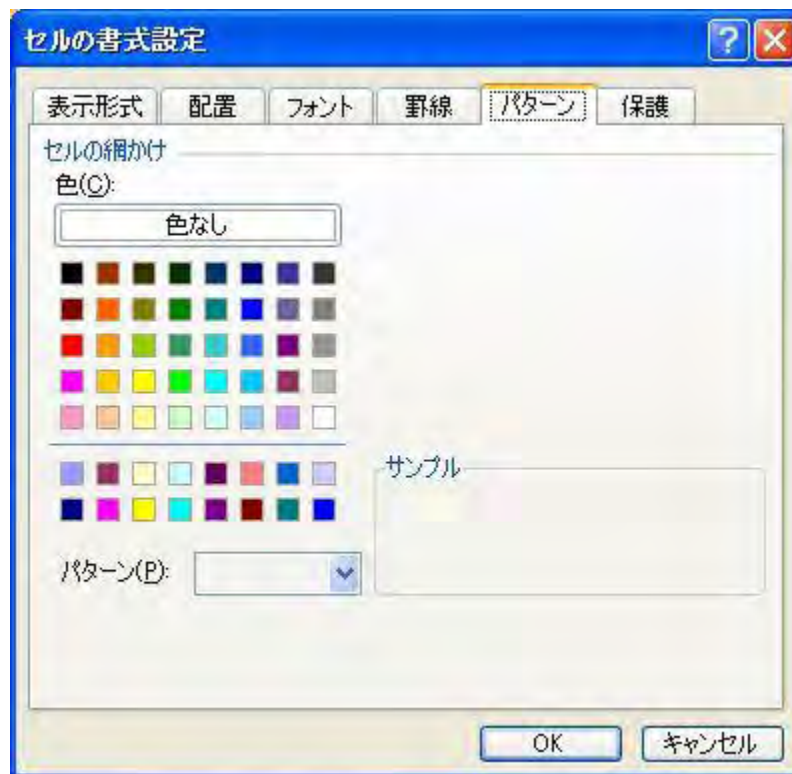 セルの書式設定
表示形式 配置 フォント 罫線 パターン 保護
セルの網かけ
色(C):
色なし
サンプル
パターン(P):
OK キャンセル